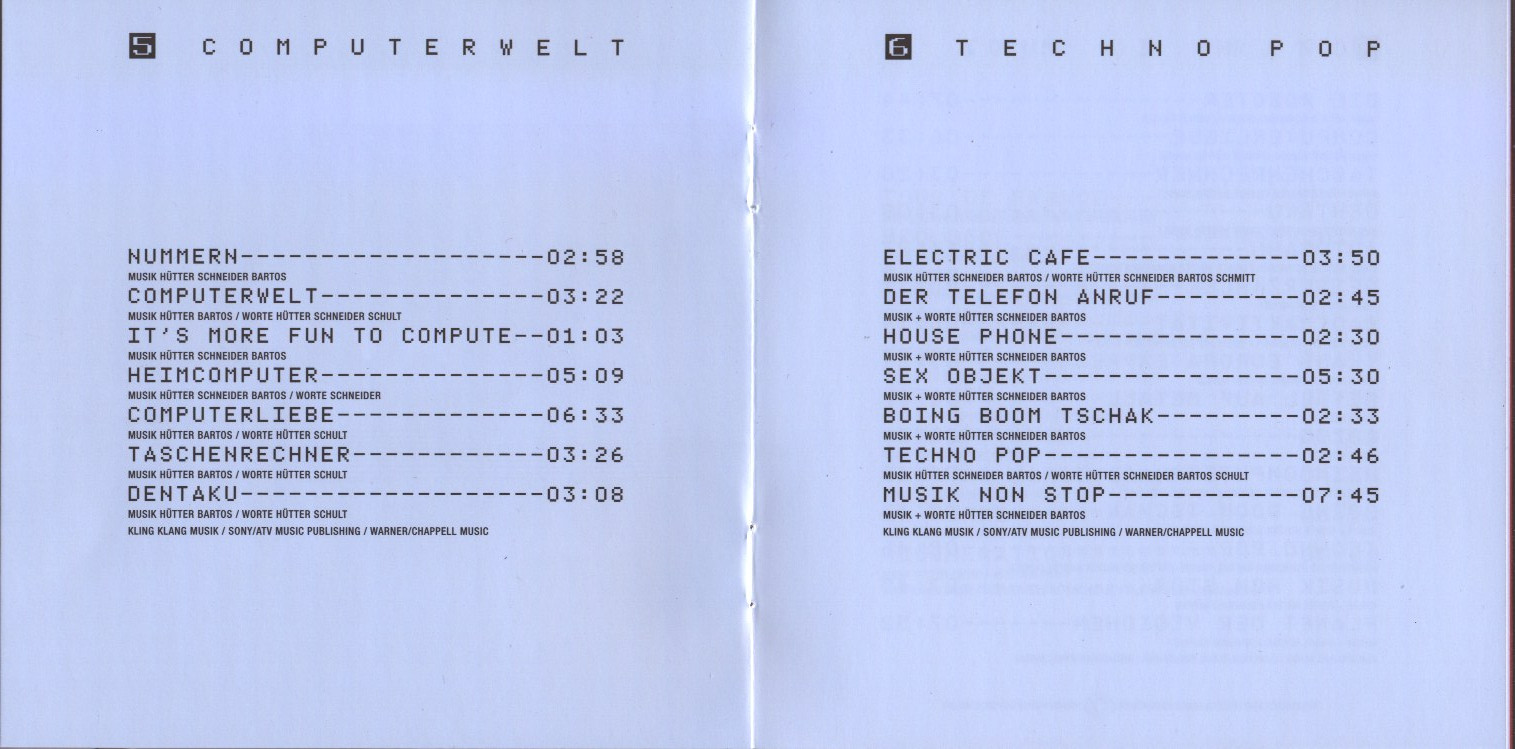 5 COMPUTERWELT
NUMMERN-------------------02:58
MUSIK HÜTTER SCHNEIDER BARTOS
COMPUTERWELT--------------03:22
MUSIK HÜTTER BARTOS / WORTE HÜTTER SCHNEIDER SCHULT
IT'S MORE FUN TO COMPUTE--01:03
MUSIK HÜTTER SCHNEIDER BARTOS
HEIMCOMPUTER--------------05:09
MUSIK HÜTTER SCHNEIDER BARTOS / WORTE SCHNEIDER
COMPUTERLIEBE-------------06:33
MUSIK HÜTTER BARTOS / WORTE HÜTTER SCHULT
TASCHENRECHNER------------03:26
MUSIK HÜTTER BARTOS / WORTE HÜTTER SCHULT
DENTAKU-------------------03:08
MUSIK HÜTTER BARTOS / WORTE HÜTTER SCHULT
KLING KLANG MUSIK / SONY/ATV MUSIC PUBLISHING / WARNER/CHAPPELL MUSIC
6 TECHNO POP
ELECTRIC CAFE-------------03:50
MUSIK HÜTTER SCHNEIDER BARTOS / WORTE HÜTTER SCHNEIDER BARTOS SCHMITT
DER TELEFON ANRUF---------02:45
MUSIK + WORTE HÜTTER SCHNEIDER BARTOS
HOUSE PHONE---------------02:30
MUSIK + WORTE HÜTTER SCHNEIDER BARTOS
SEX OBJEKT----------------05:30
MUSIK + WORTE HÜTTER SCHNEIDER BARTOS
BOING BOOM TSCHAK---------02:33
MUSIK + WORTE HÜTTER SCHNEIDER BARTOS
TECHNO POP----------------02:46
MUSIK HÜTTER SCHNEIDER BARTOS / WORTE HÜTTER SCHNEIDER BARTOS SCHULT
MUSIK NON STOP------------07:45
MUSIK + WORTE HÜTTER SCHNEIDER BARTOS
KLING KLANG MUSIK / SONY/ATV MUSIC PUBLISHING / WARNER/CHAPPELL MUSIC